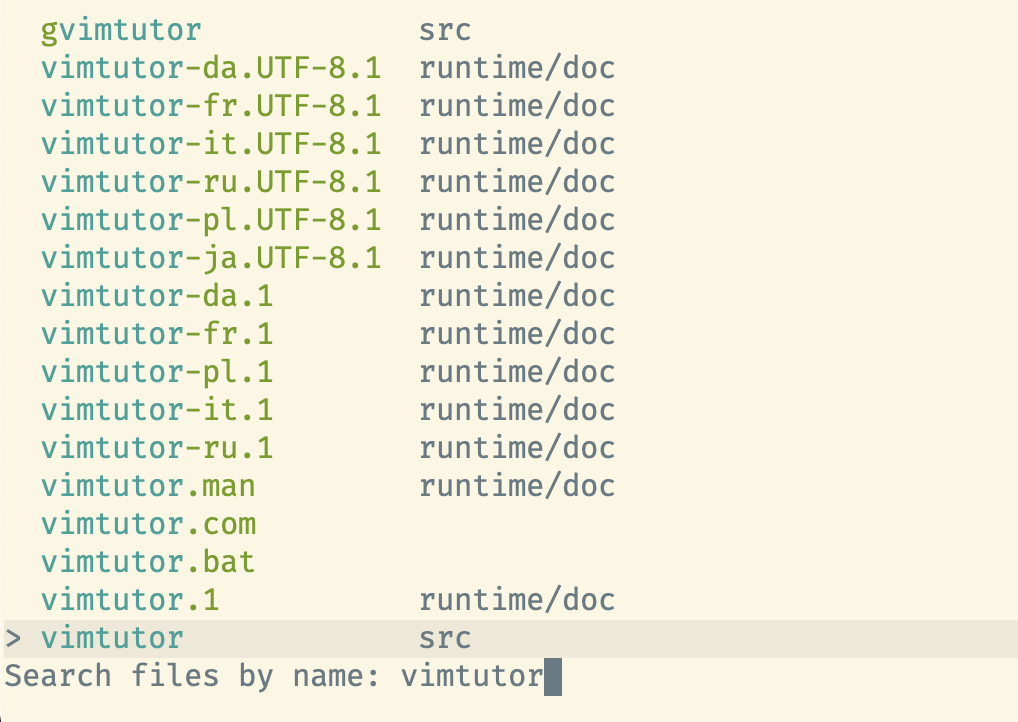 gvimtutor src
vimtutor-da.UTF-8.1 runtime/doc
vimtutor-fr.UTF-8.1 runtime/doc
vimtutor-it.UTF-8.1 runtime/doc
vimtutor-ru.UTF-8.1 runtime/doc
vimtutor-pl.UTF-8.1 runtime/doc
vimtutor-ja.UTF-8.1 runtime/doc
vimtutor-da.1 runtime/doc
vimtutor-fr.1 runtime/doc
vimtutor-pl.1 runtime/doc
vimtutor-it.1 runtime/doc
vimtutor-ru.1 runtime/doc
vimtutor.man runtime/doc
vimtutor.com
vimtutor.bat
vimtutor.1 runtime/doc
> vimtutor src
Search files by name: vimtutor